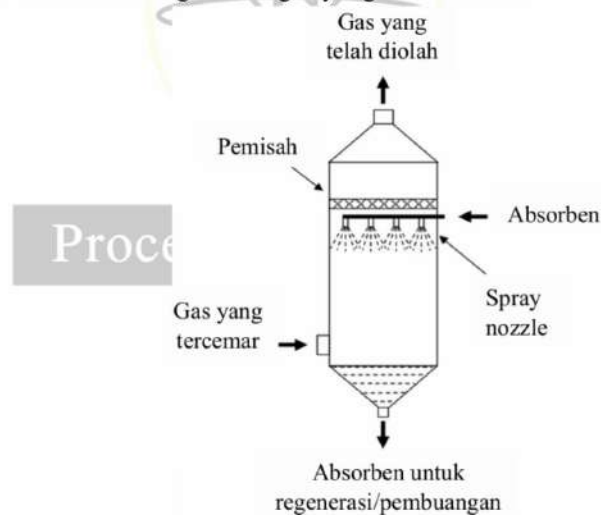 Gas yang
telah diolah
Pemisah
Absorben
Proce
Spray
nozzle
Gas yang
tercemar
Absorben untuk
regenerasi/pembuangan